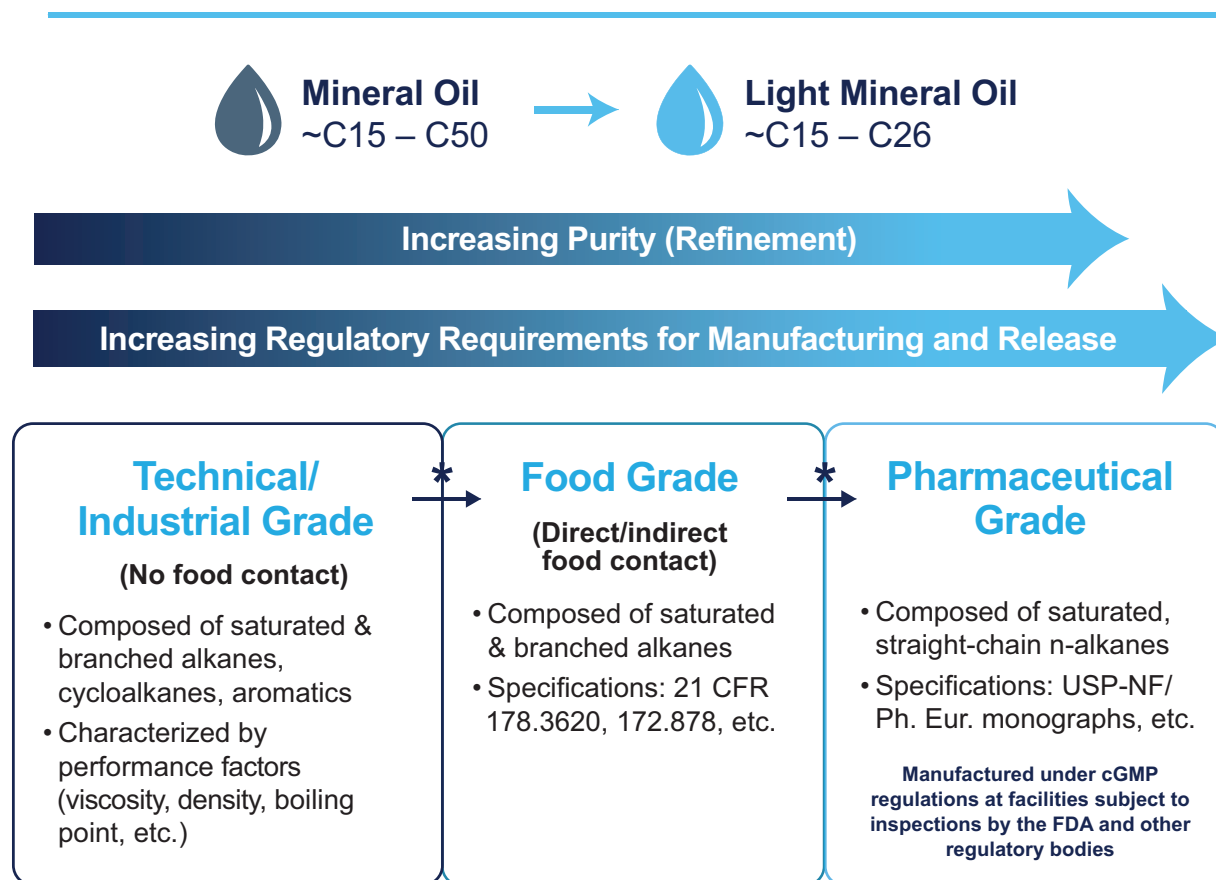 Mineral Oil
~C15 – C50
Light Mineral Oil
~C15 – C26
Increasing Purity (Refinement)
Increasing Regulatory Requirements for Manufacturing and Release
Technical/
Industrial Grade
(No food contact)
• Composed of saturated &
branched alkanes,
cycloalkanes, aromatics
• Characterized by
performance factors
(viscosity, density, boiling
point, etc.)
*
Food Grade
(Direct/indirect
food contact)
• Composed of saturated
& branched alkanes
• Specifications: 21 CFR
178.3620, 172.878, etc.
*
Pharmaceutical
Grade
• Composed of saturated,
straight-chain n-alkanes
• Specifications: USP-NF/
Ph. Eur. monographs, etc.
Manufactured under cGMP
regulations at facilities subject to
inspections by the FDA and other
regulatory bodies